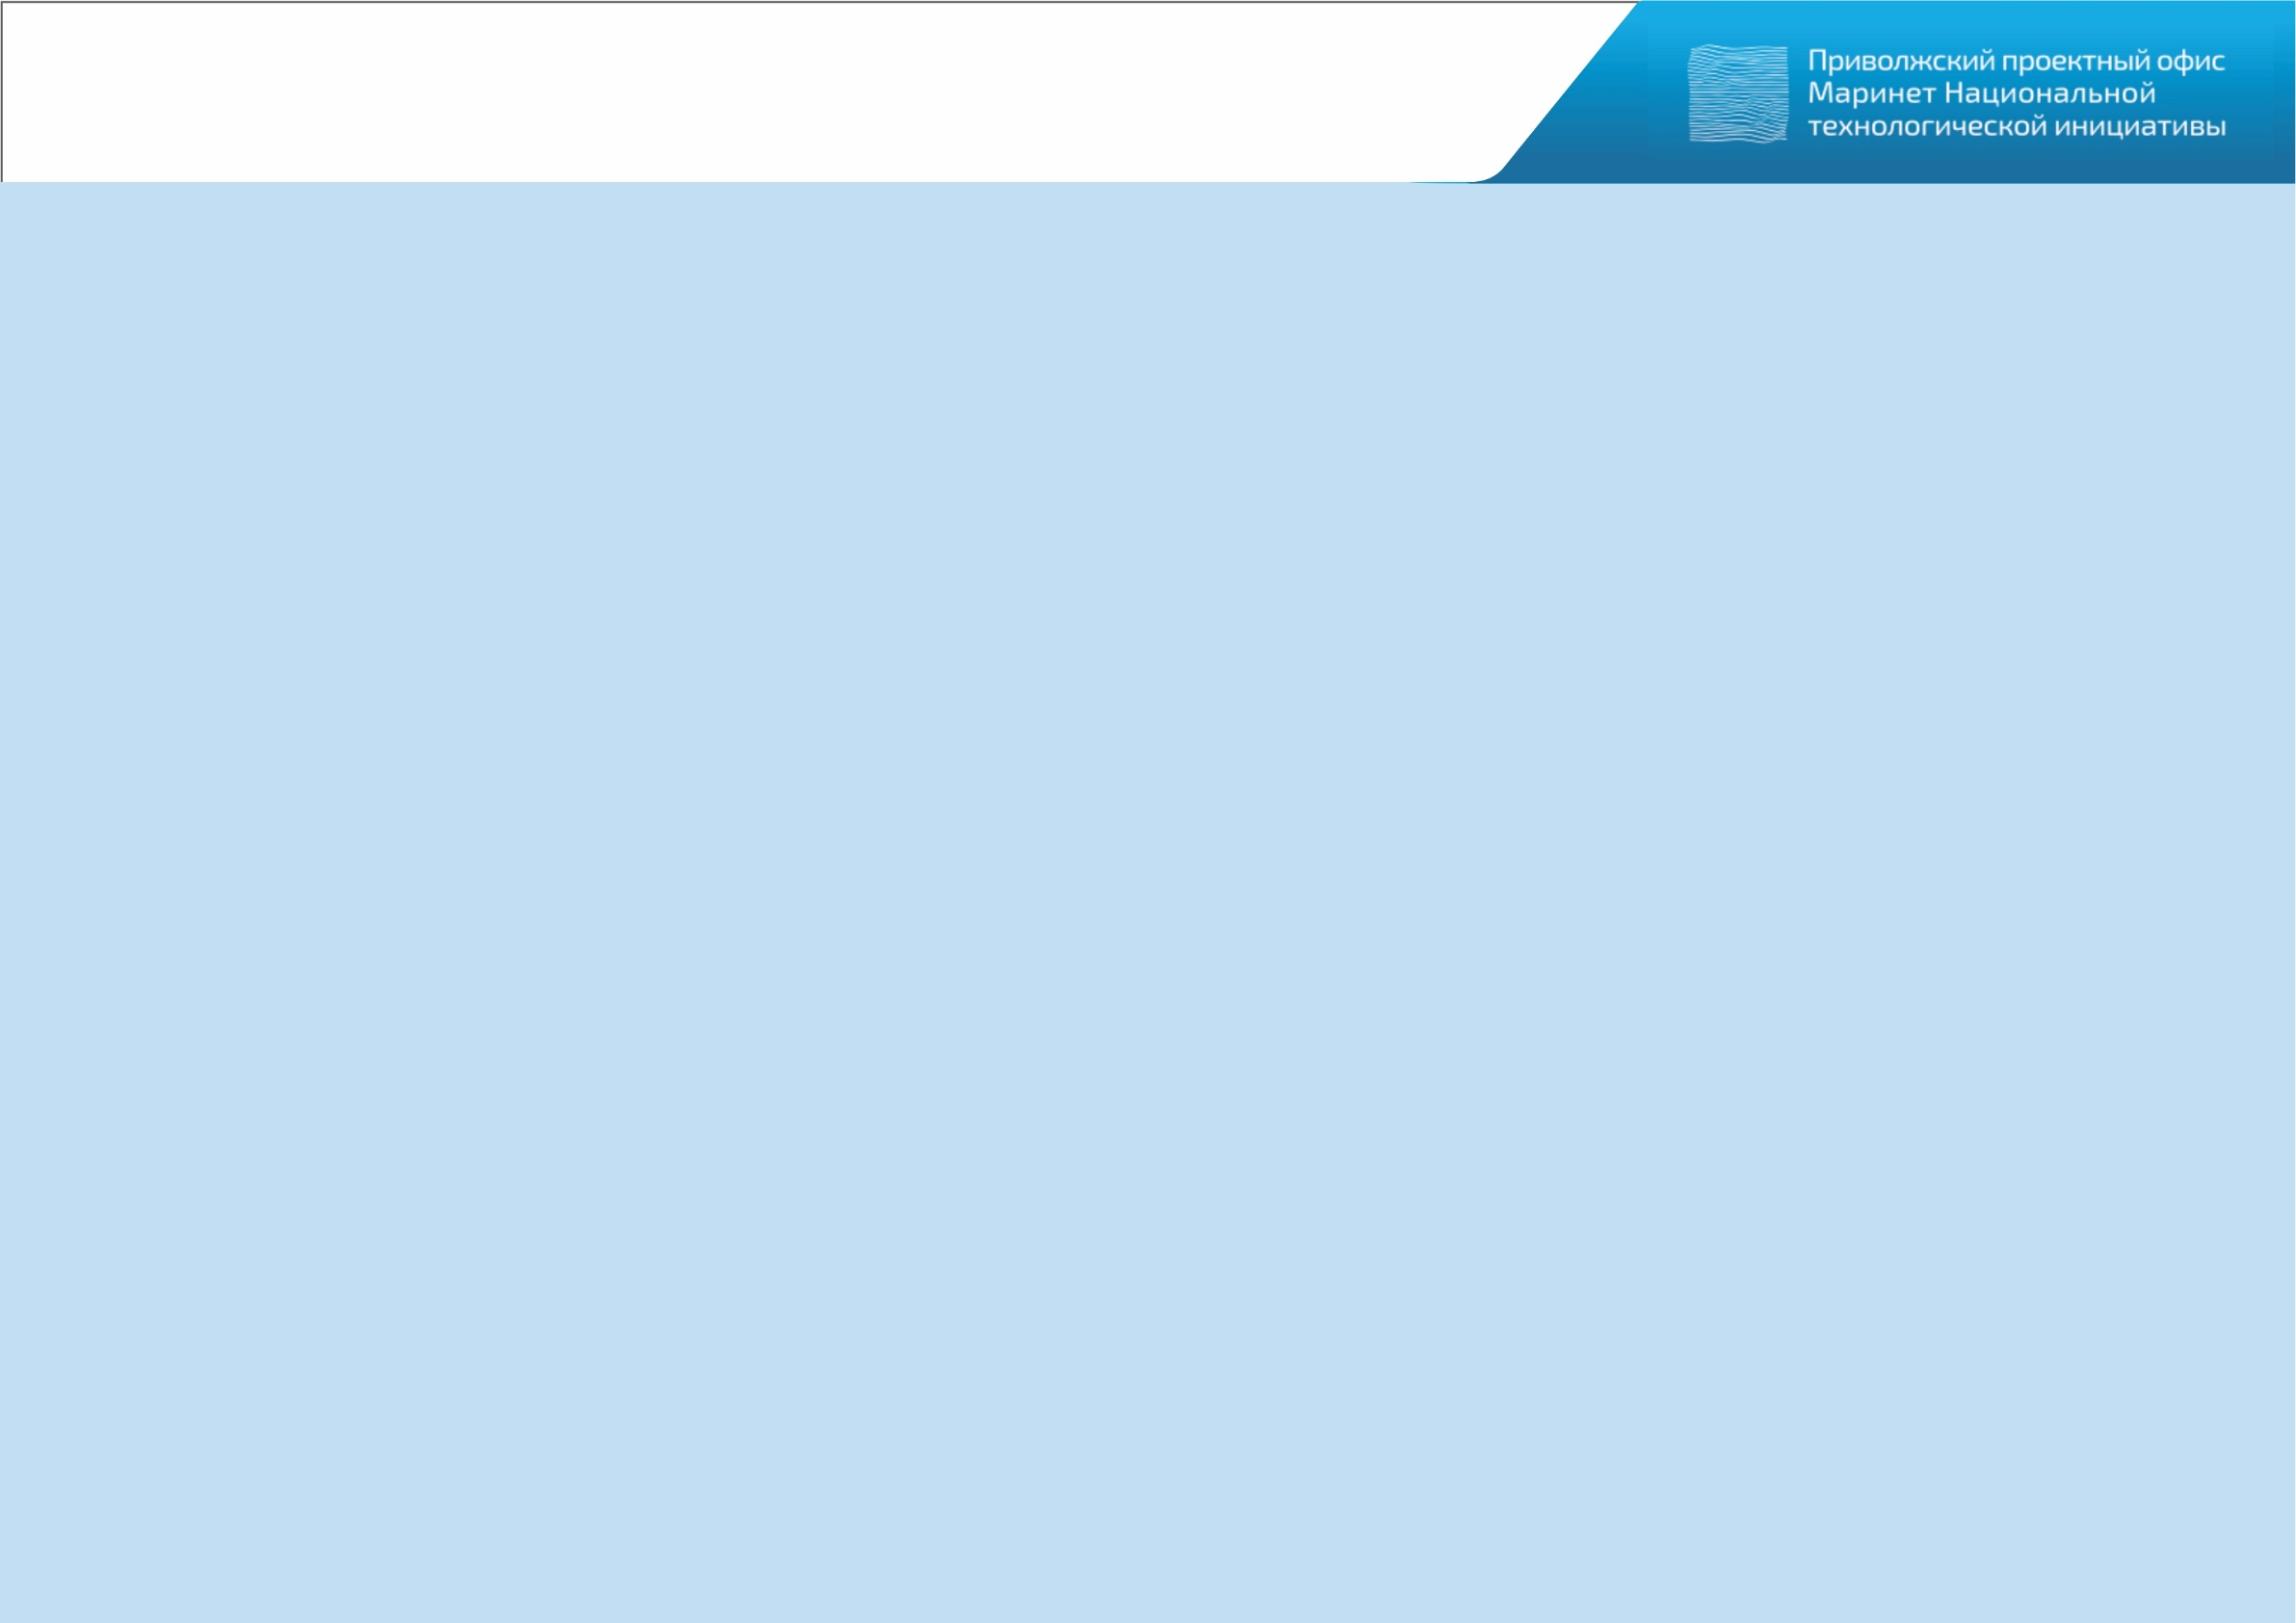 Приволжский проектный офис
Маринет Национальной
технологической инициативы